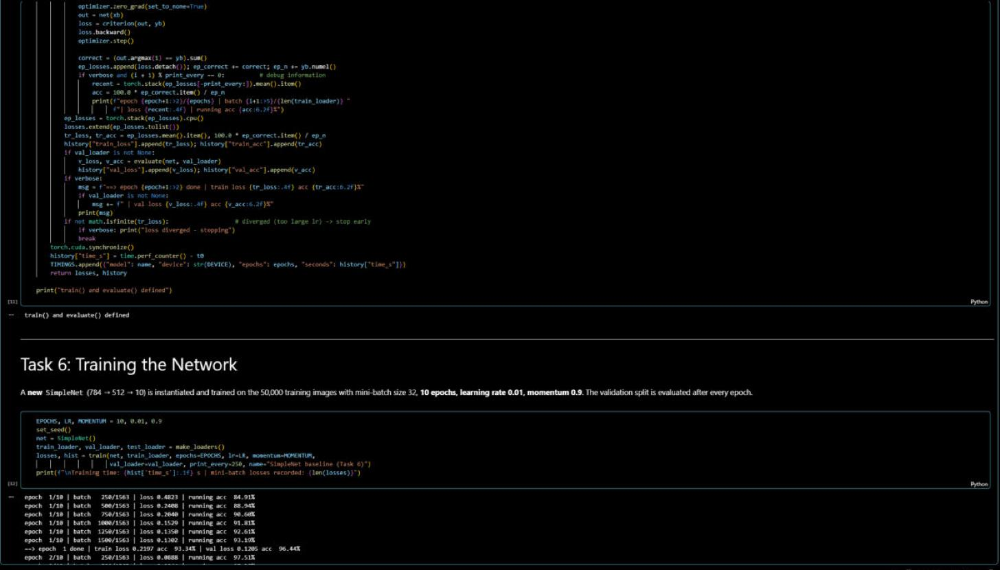 optimizer.zero_grad(set_to_none=True)
out = net(xb)
loss = criterion(out, yb)
loss.backward()
optimizer.step()
correct = (out.argmax(1) == yb).sum()
ep_losses.append(loss.detach()); ep_correct += correct; ep_n += yb.numel()
if verbose and (i + 1) % print_every == 0: # debug information
recent = torch.stack(ep_losses[-print_every:]).mean().item()
acc = 100.0 * ep_correct.item() / ep_n
print(f"epoch {epoch+1:>2}/{epochs} | batch {i+1:>5}/{len(train_loader)} "
f"| loss {recent:.4f} | running acc {acc:6.2f}%")
ep_losses = torch.stack(ep_losses).cpu()
losses.extend(ep_losses.tolist())
tr_loss, tr_acc = ep_losses.mean().item(), 100.0 * ep_correct.item() / ep_n
history["train_loss"].append(tr_loss); history["train_acc"].append(tr_acc)
if val_loader is not None:
v_loss, v_acc = evaluate(net, val_loader)
history["val_loss"].append(v_loss); history["val_acc"].append(v_acc)
if verbose:
msg = f"==> epoch {epoch+1:>2} done | train loss {tr_loss:.4f} acc {tr_acc:6.2f}%"
if val_loader is not None:
msg += f" | val loss {v_loss:.4f} acc {v_acc:6.2f}%"
print(msg)
if not math.isfinite(tr_loss): # diverged (too large lr) -> stop early
if verbose: print("loss diverged - stopping")
break
torch.cuda.synchronize()
history["time_s"] = time.perf_counter() - t0
TIMINGS.append({"model": name, "device": str(DEVICE), "epochs": epochs, "seconds": history["time_s"]})
return losses, history
print("train() and evaluate() defined")
[11]
Python
train() and evaluate() defined
Task 6: Training the Network
A new SimpleNet (784 → 512 → 10) is instantiated and trained on the 50,000 training images with mini-batch size 32, 10 epochs, learning rate 0.01, momentum 0.9. The validation split is evaluated after every epoch.
EPOCHS, LR, MOMENTUM = 10, 0.01, 0.9
set_seed()
net = SimpleNet()
train_loader, val_loader, test_loader = make_loaders()
losses, hist = train(net, train_loader, epochs=EPOCHS, lr=LR, momentum=MOMENTUM,
val_loader=val_loader, print_every=250, name="SimpleNet baseline (Task 6)")
print(f"\nTraining time: {hist['time_s']:.1f} s | mini-batch losses recorded: {len(losses)}")
[12]
Python
epoch 1/10 | batch 250/1563 | loss 0.4823 | running acc 84.91%
epoch 1/10 | batch 500/1563 | loss 0.2408 | running acc 88.94%
epoch 1/10 | batch 750/1563 | loss 0.2040 | running acc 90.60%
epoch 1/10 | batch 1000/1563 | loss 0.1529 | running acc 91.81%
epoch 1/10 | batch 1250/1563 | loss 0.1350 | running acc 92.61%
epoch 1/10 | batch 1500/1563 | loss 0.1302 | running acc 93.19%
==> epoch 1 done | train loss 0.2197 acc 93.34% | val loss 0.1205 acc 96.44%
epoch 2/10 | batch 250/1563 | loss 0.0888 | running acc 97.51%